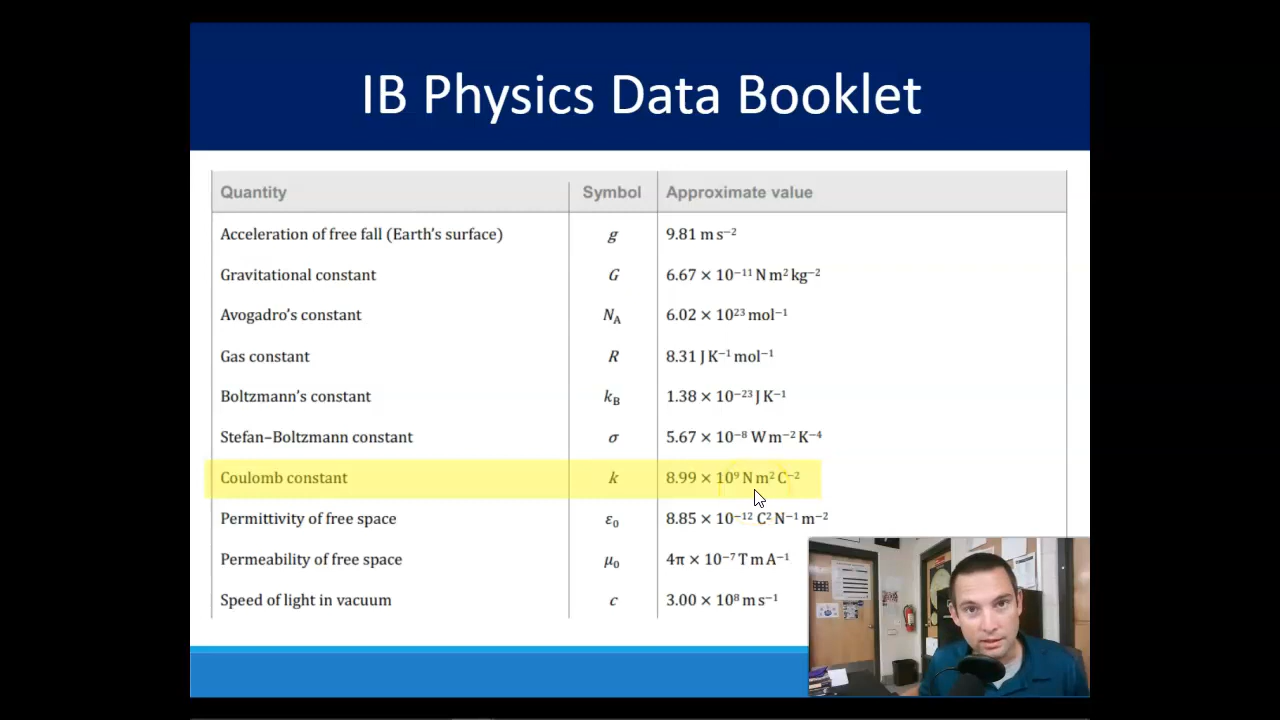 IB Physics Data Booklet
Quantity Symbol Approximate value
Acceleration of free fall (Earth's surface) g 9.81 m s⁻²
Gravitational constant G 6.67 × 10⁻¹¹ N m² kg⁻²
Avogadro's constant N_A 6.02 × 10²³ mol⁻¹
Gas constant R 8.31 J K⁻¹ mol⁻¹
Boltzmann's constant k_B 1.38 × 10⁻²³ J K⁻¹
Stefan–Boltzmann constant σ 5.67 × 10⁻⁸ W m⁻² K⁻⁴
Coulomb constant k 8.99 × 10⁹ N m² C⁻²
Permittivity of free space ε₀ 8.85 × 10⁻¹² C² N⁻¹ m⁻²
Permeability of free space μ₀ 4π × 10⁻⁷ T m A⁻¹
Speed of light in vacuum c 3.00 × 10⁸ m s⁻¹